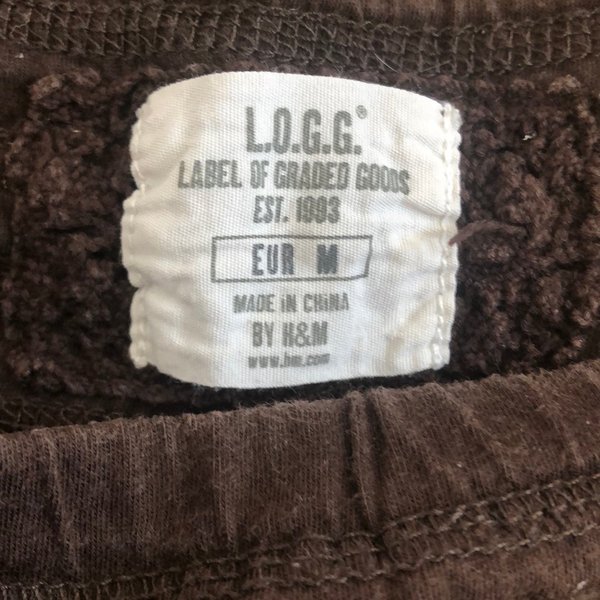 L.O.G.G.®
LABEL OF GRADED GOODS
EST. 1993
EUR M
MADE IN CHINA
BY H&M
www.hm.com